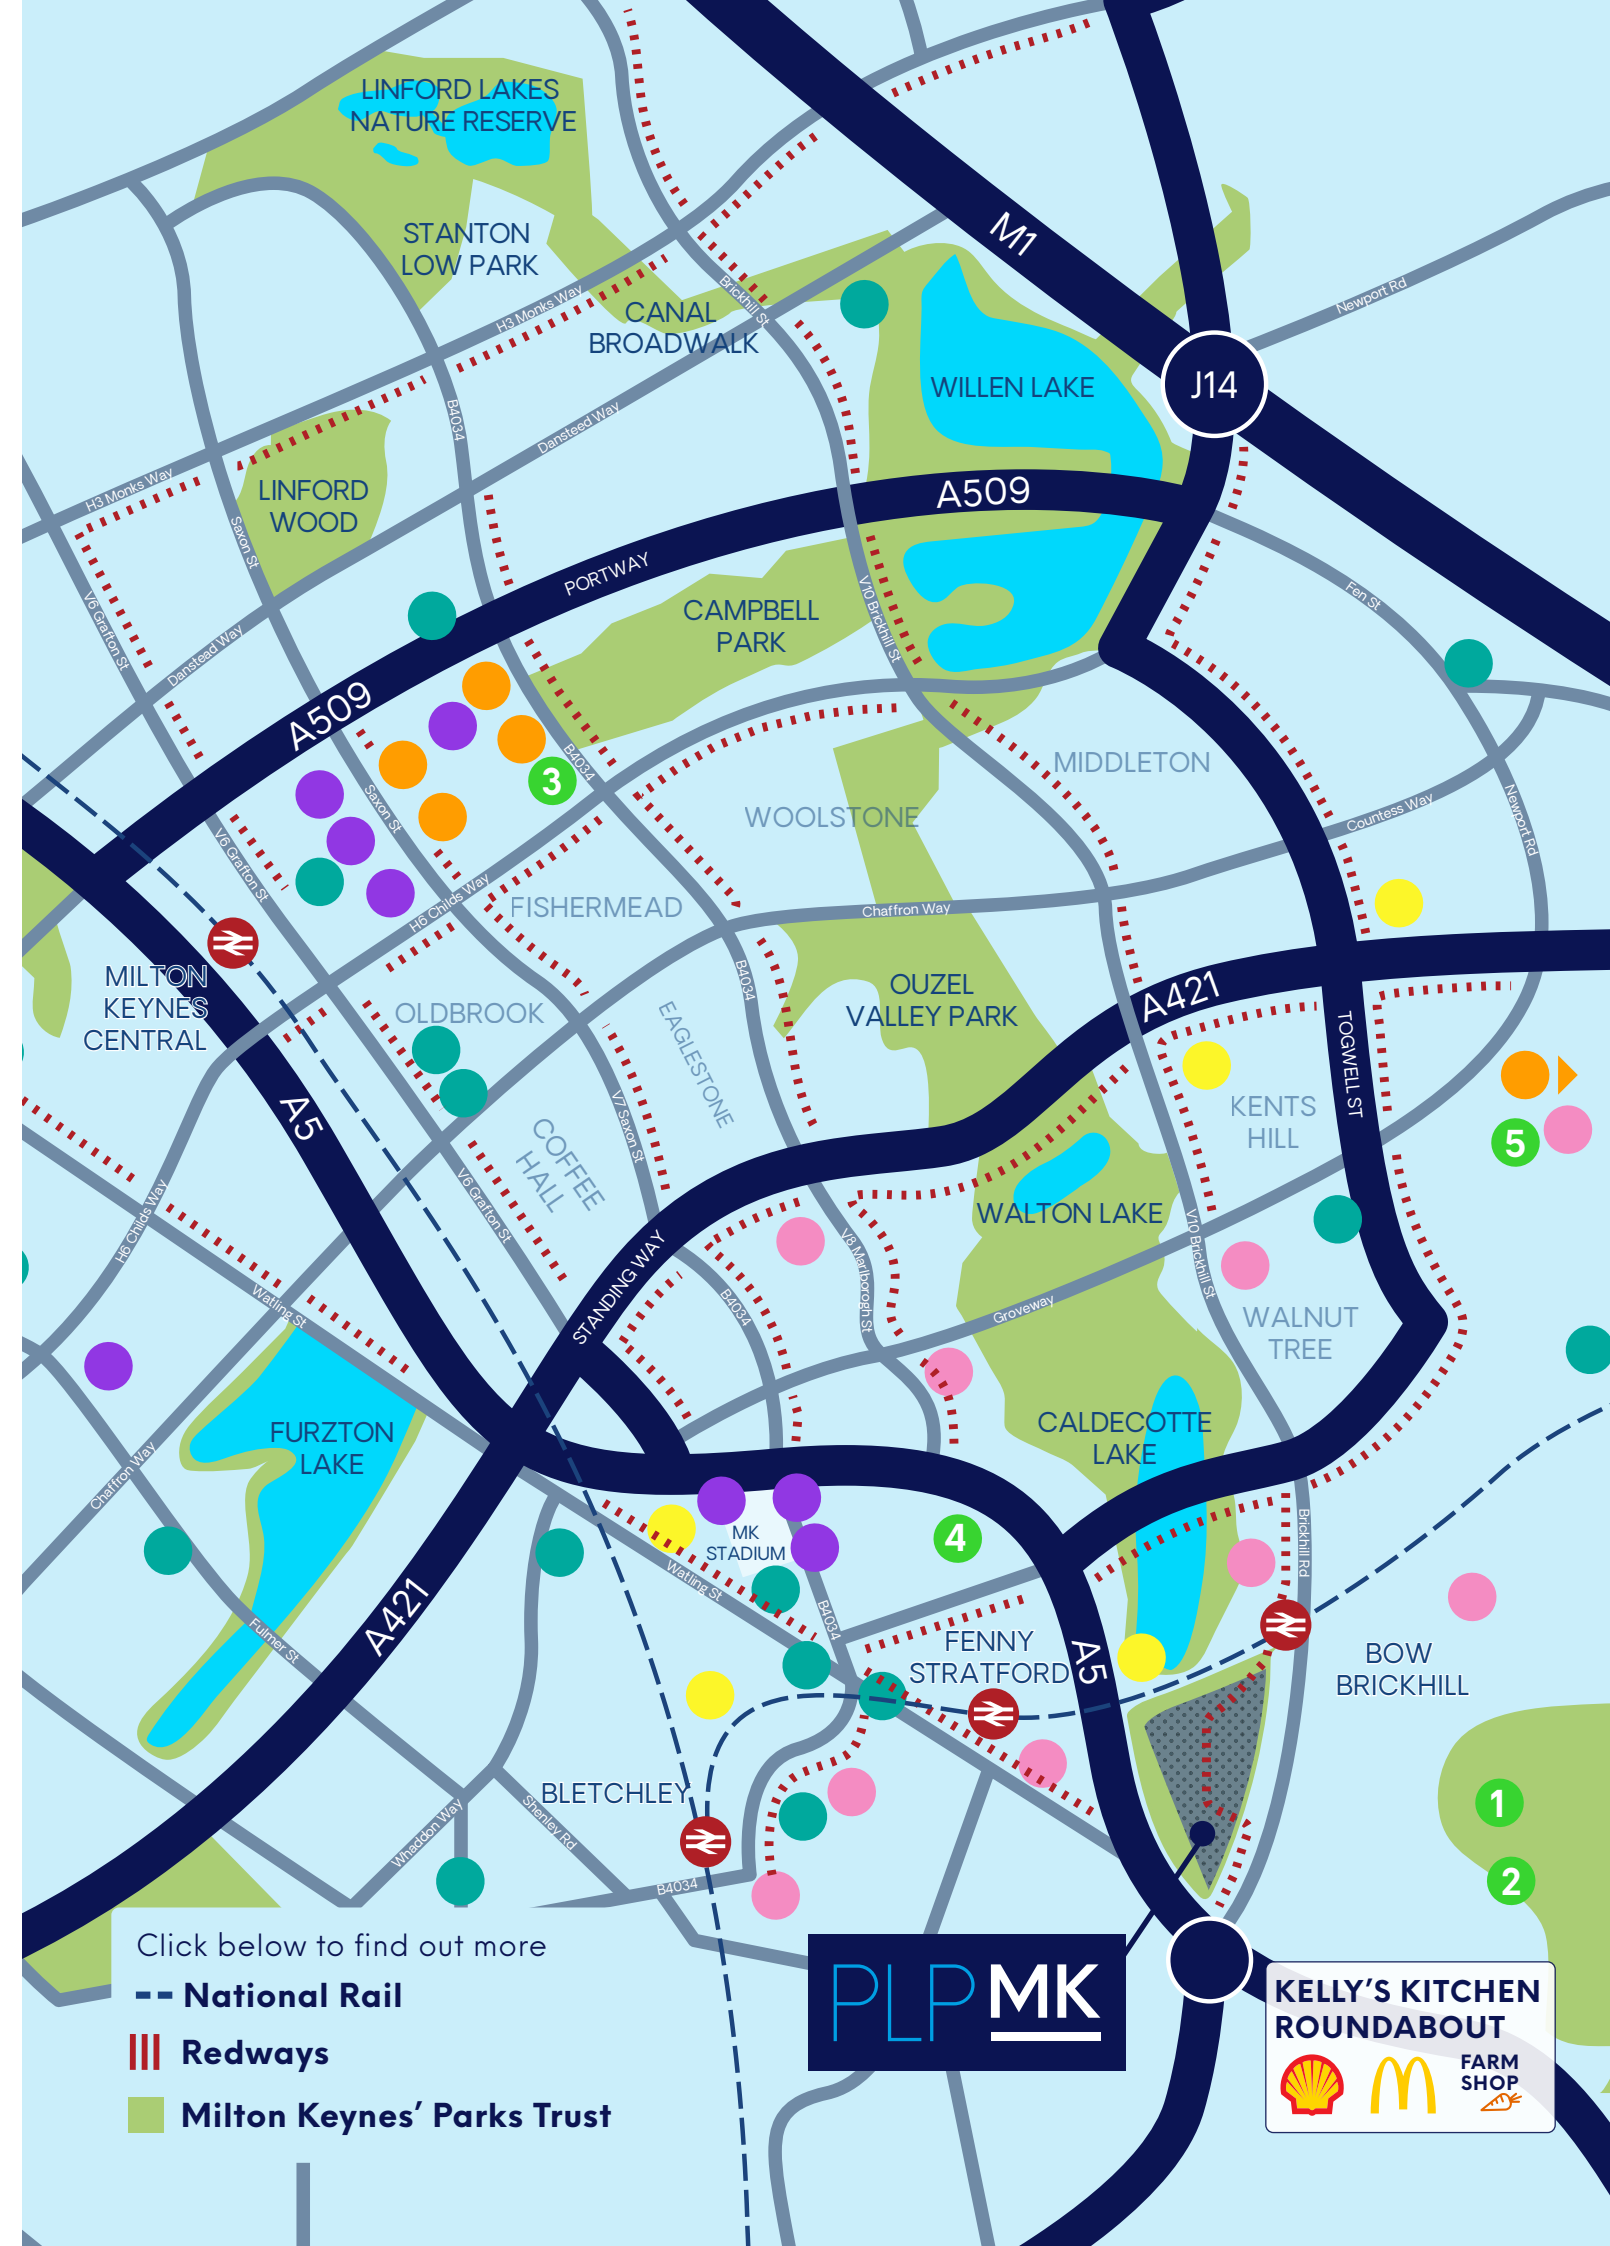 LINFORD LAKES
NATURE RESERVE
STANTON
LOW PARK
M1
H3 Monks Way
Brickhill St
CANAL
BROADWALK
Newport Rd
WILLEN LAKE
J14
B4034
Dansteed Way
H3 Monks Way
LINFORD
WOOD
A509
Saxon St
PORTWAY
V6 Grafton St
CAMPBELL
PARK
V10 Brickhill St
Fen St
Danstead Way
A509
B4034
3
MIDDLETON
Saxon St
WOOLSTONE
Countess Way
Newport Rd
V6 Grafton St
H6 Childs Way
FISHERMEAD
Chaffron Way
MILTON
KEYNES
CENTRAL
B4034
OUZEL
VALLEY PARK
A421
OLDBROOK
EAGLESTONE
TOGWELL ST
A5
KENTS
HILL
5
COFFEE
HALL
V7 Saxon St
V6 Grafton St
H6 Childs Way
WALTON LAKE
V10 Brickhill St
V8 Marlborogh St
STANDING WAY
Watling St
B4034
Groveway
WALNUT
TREE
FURZTON
LAKE
CALDECOTTE
LAKE
Chaffron Way
MK
STADIUM
4
Brickhill Rd
Watling St
A421
B4034
Fulmer St
FENNY
STRATFORD
A5
BOW
BRICKHILL
BLETCHLEY
Whaddon Way
Shenley Rd
1
2
B4034
Click below to find out more
National Rail
Redways
Milton Keynes’ Parks Trust
PLP MK
KELLY’S KITCHEN
ROUNDABOUT
FARM
SHOP